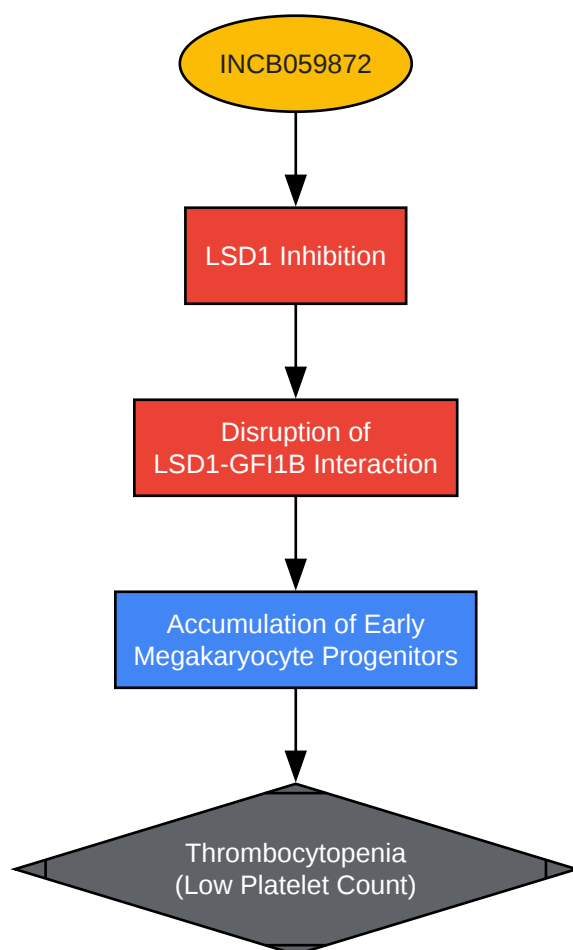 INCB059872
LSD1 Inhibition
Disruption of
LSD1-GFI1B Interaction
Accumulation of Early
Megakaryocyte Progenitors
Thrombocytopenia
(Low Platelet Count)